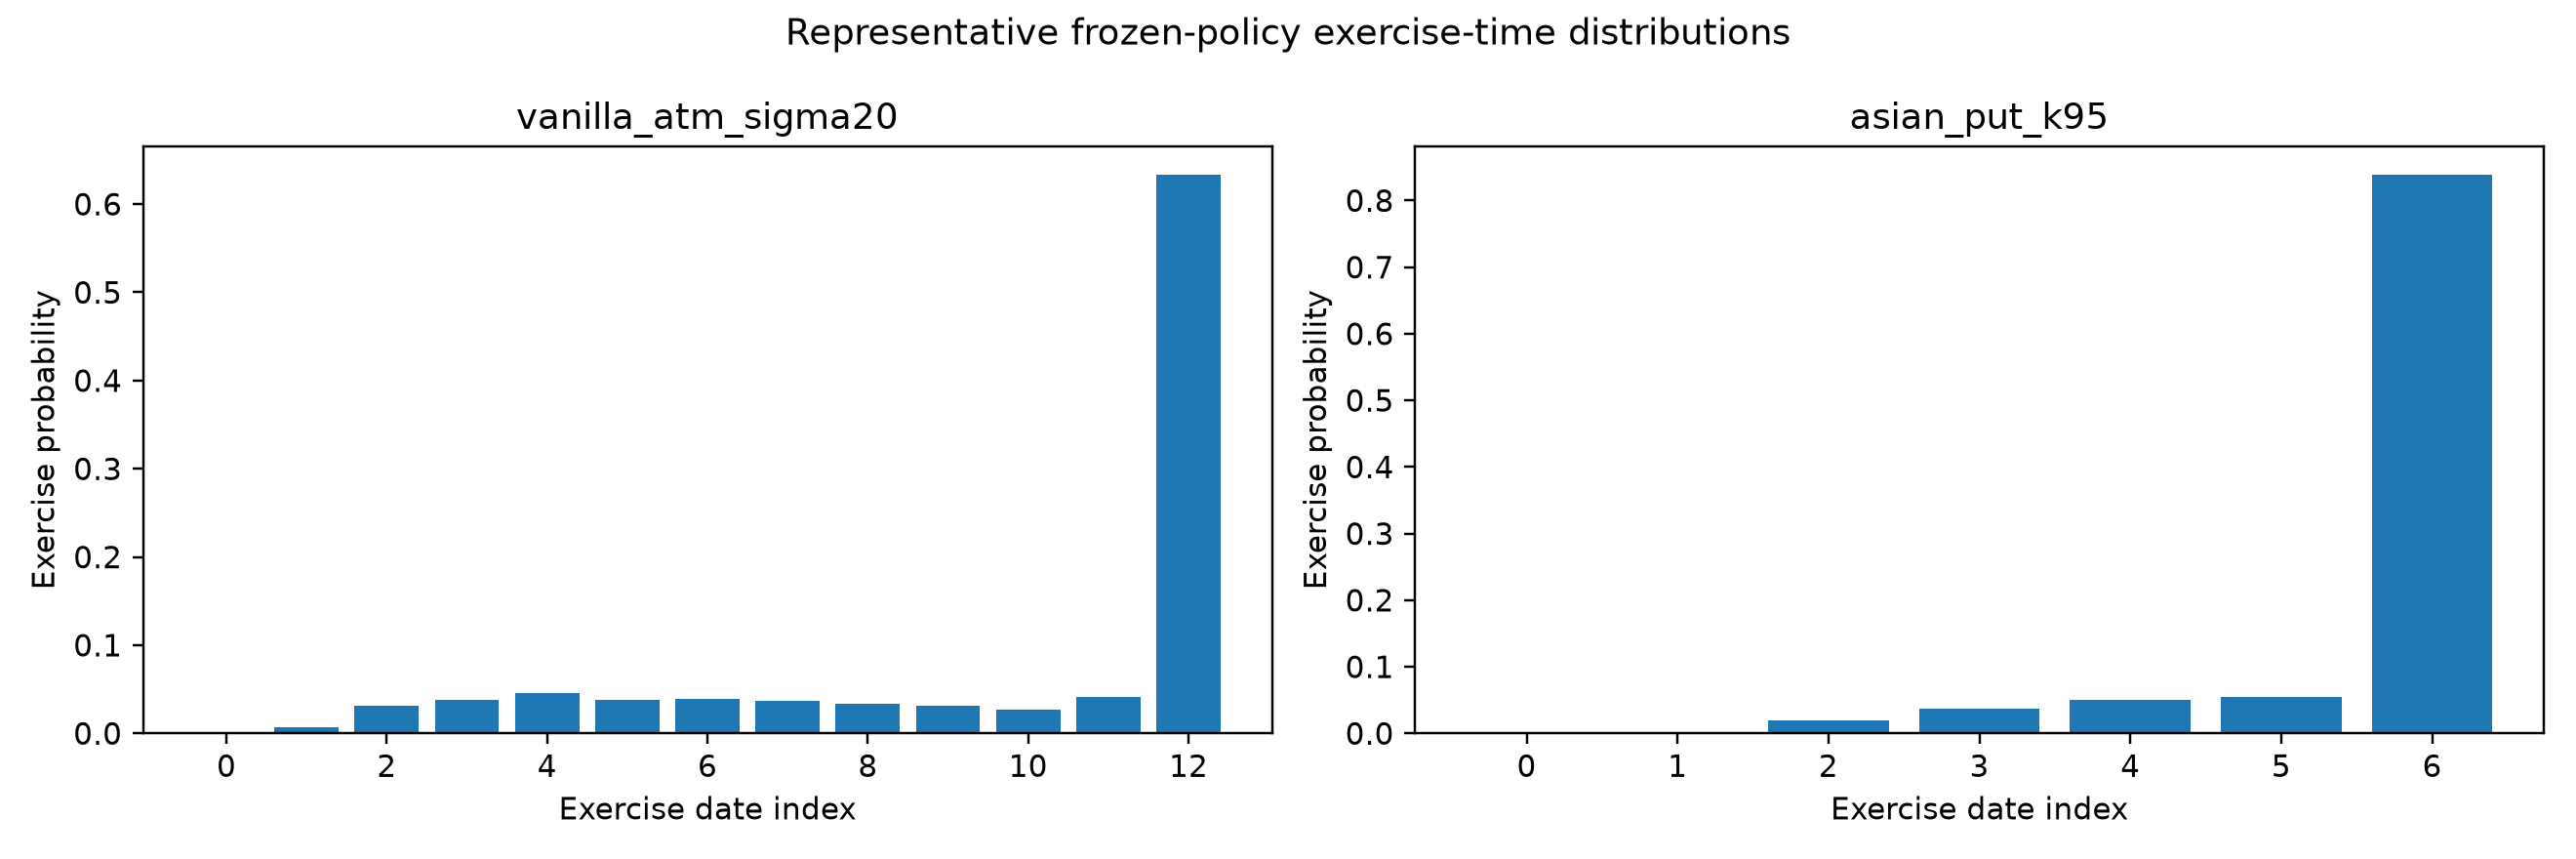 Representative frozen-policy exercise-time distributions
vanilla_atm_sigma20
Exercise probability
0.6
0.5
0.4
0.3
0.2
0.1
0.0
0 2 4 6 8 10 12
Exercise date index
asian_put_k95
Exercise probability
0.8
0.7
0.6
0.5
0.4
0.3
0.2
0.1
0.0
0 1 2 3 4 5 6
Exercise date index